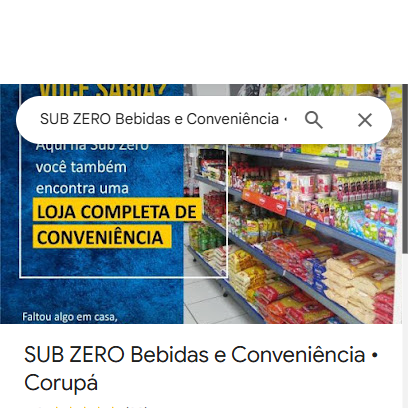 VOCÊ SABIA?
SUB ZERO Bebidas e Conveniência •
Aqui na Sub Zero
você também
encontra uma
LOJA COMPLETA DE
CONVENIÊNCIA
Faltou algo em casa,
SUB ZERO Bebidas e Conveniência •
Corupá